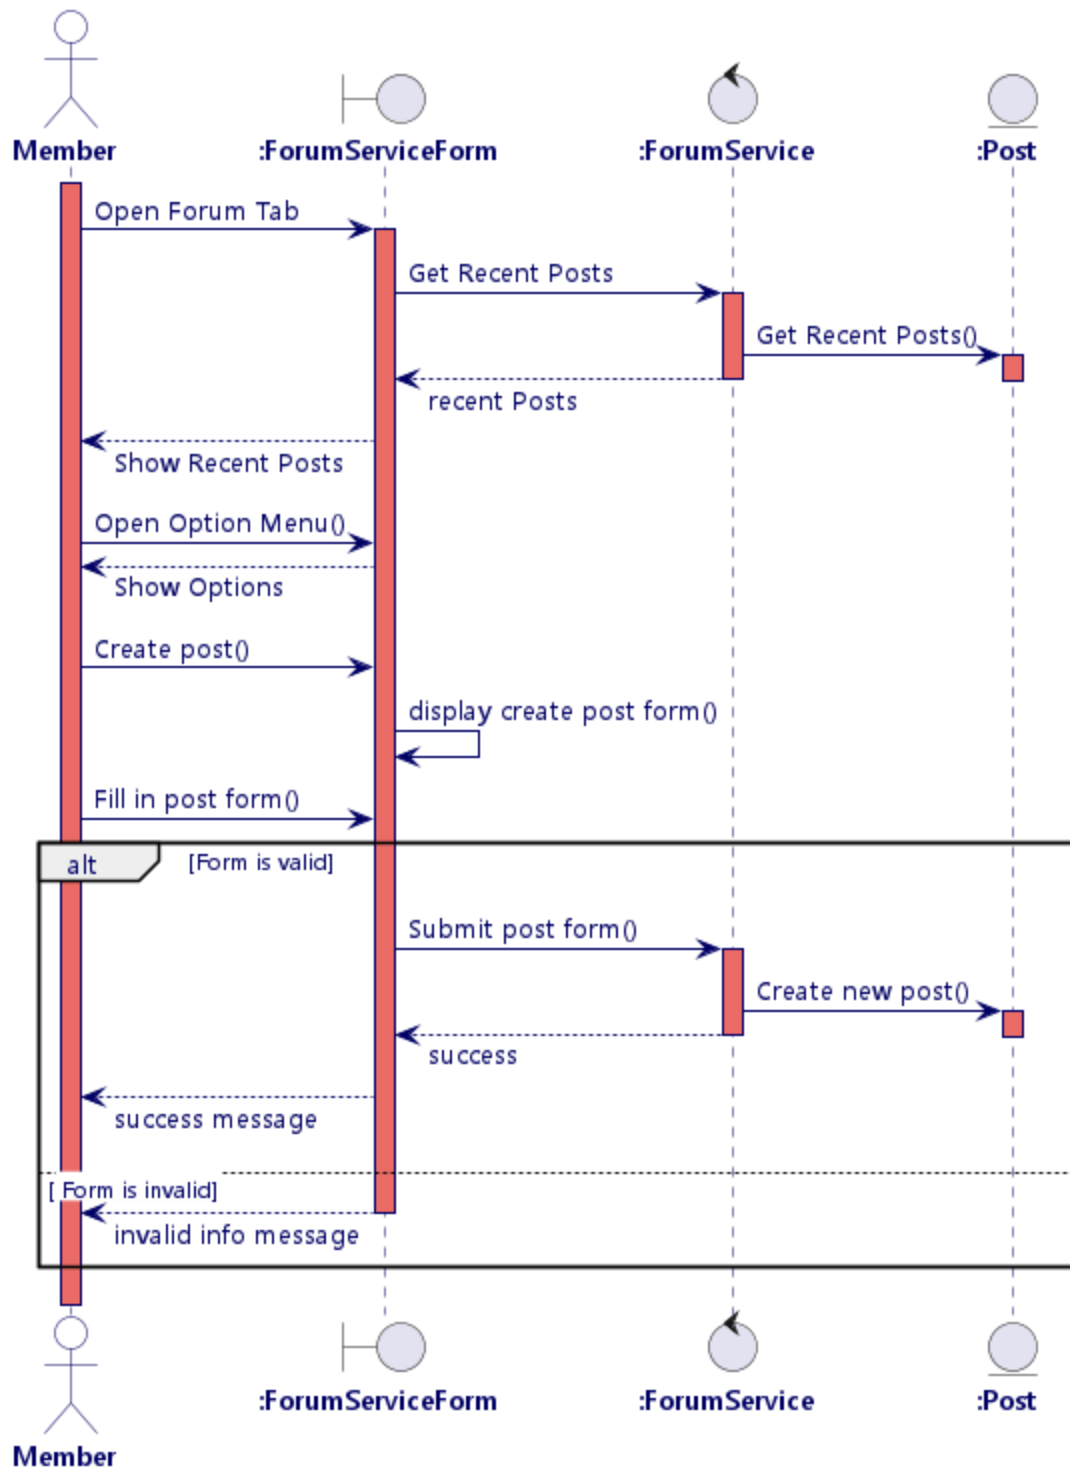 Member
:ForumServiceForm
:ForumService
:Post
Open Forum Tab
Get Recent Posts
Get Recent Posts()
recent Posts
Show Recent Posts
Open Option Menu()
Show Options
Create post()
display create post form()
Fill in post form()
alt
[Form is valid]
Submit post form()
Create new post()
success
success message
[ Form is invalid]
invalid info message
:ForumServiceForm
:ForumService
:Post
Member